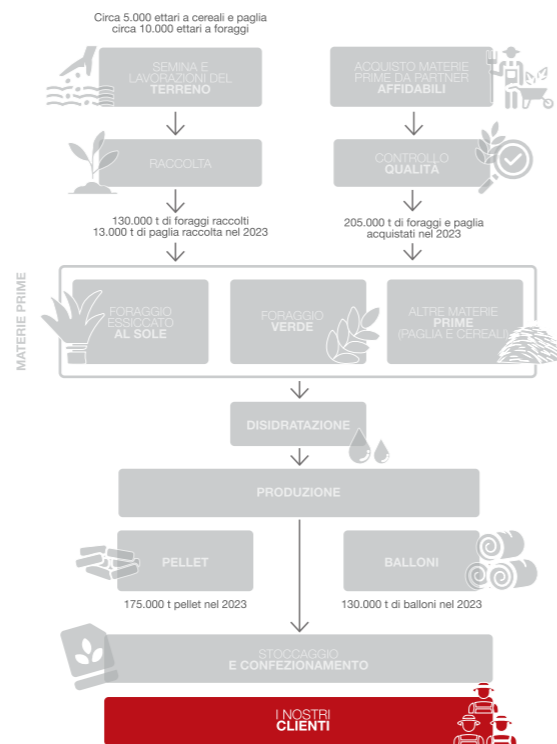 Circa 5.000 ettari a cereali e paglia
circa 10.000 ettari a foraggi
SEMINA E
LAVORAZIONI DEL
TERRENO
ACQUISTO MATERIE
PRIME DA PARTNER
AFFIDABILI
RACCOLTA
CONTROLLO
QUALITÀ
130.000 t di foraggi raccolti
13.000 t di paglia raccolta nel 2023
205.000 t di foraggi e paglia
acquistati nel 2023
MATERIE PRIME
FORAGGIO
ESSICCATO
AL SOLE
FORAGGIO
VERDE
ALTRE MATERIE
PRIME
(PAGLIA E CEREALI)
DISIDRATAZIONE
PRODUZIONE
PELLET
BALLONI
175.000 t pellet nel 2023
130.000 t di balloni nel 2023
STOCCAGGIO
E CONFEZIONAMENTO
I NOSTRI
CLIENTI